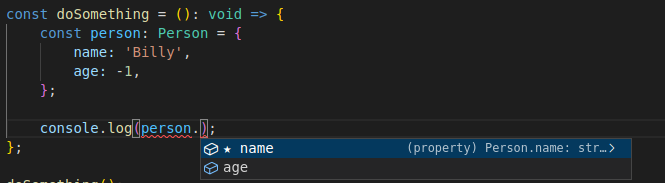 const doSomething = (): void => {
    const person: Person = {
        name: 'Billy',
        age: -1,
    };

    console.log(person.);
★ name (property) Person.name: str…
age
};
doSomething()